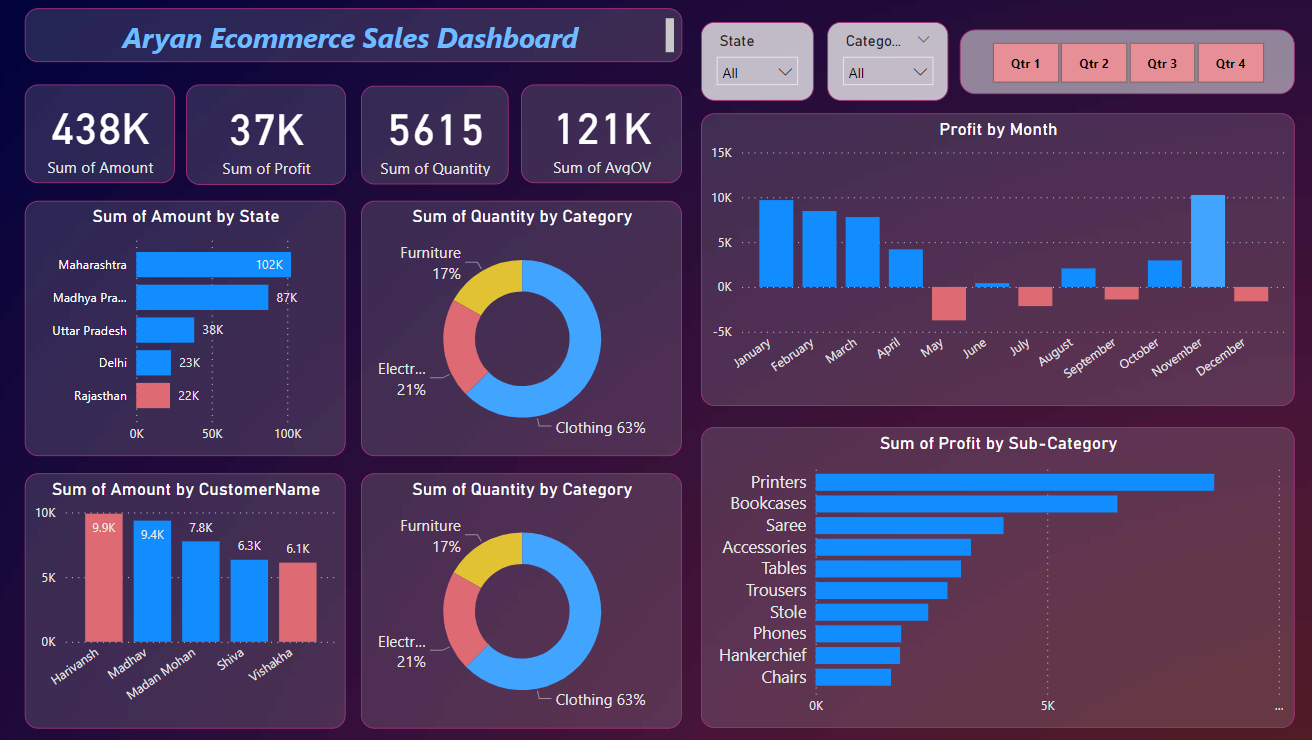 Aryan Ecommerce Sales Dashboard
State
All
Catego...
All
Qtr 1
Qtr 2
Qtr 3
Qtr 4
438K
Sum of Amount
37K
Sum of Profit
5615
Sum of Quantity
121K
Sum of AvgOV
Profit by Month
15K
10K
5K
0K
-5K
January
February
March
April
May
June
July
August
September
October
November
December
Sum of Amount by State
Maharashtra
102K
Madhya Pra...
87K
Uttar Pradesh
38K
Delhi
23K
Rajasthan
22K
0K
50K
100K
Sum of Quantity by Category
Furniture
17%
Electr...
21%
Clothing 63%
Sum of Profit by Sub-Category
Printers
Bookcases
Saree
Accessories
Tables
Trousers
Stole
Phones
Hankerchief
Chairs
0K
5K
...
Sum of Amount by CustomerName
10K
5K
0K
9.9K
9.4K
7.8K
6.3K
6.1K
Harivansh
Madhav
Madan Mohan
Shiva
Vishakha
Sum of Quantity by Category
Furniture
17%
Electr...
21%
Clothing 63%